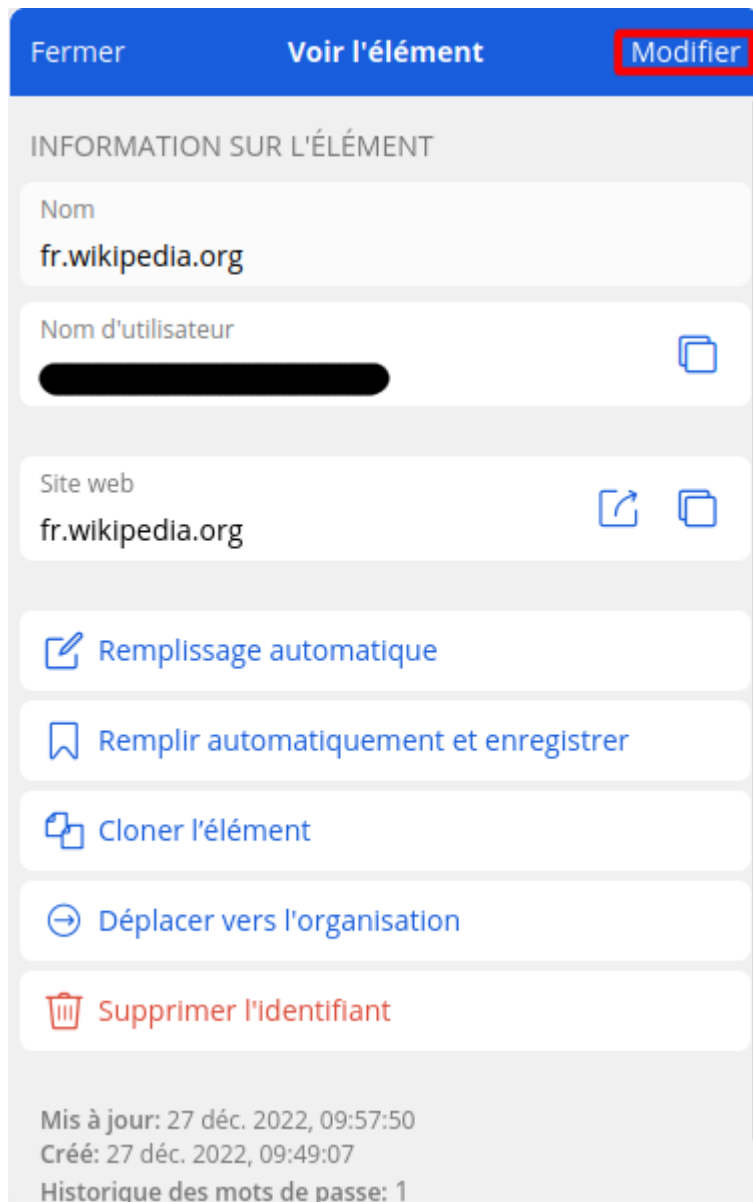 Fermer Voir l'élément Modifier
INFORMATION SUR L'ÉLÉMENT
Nom
fr.wikipedia.org
Nom d'utilisateur
Site web
fr.wikipedia.org
Remplissage automatique
Remplir automatiquement et enregistrer
Cloner l’élément
Déplacer vers l'organisation
Supprimer l'identifiant
Mis à jour: 27 déc. 2022, 09:57:50
Créé: 27 déc. 2022, 09:49:07
Historique des mots de passe: 1